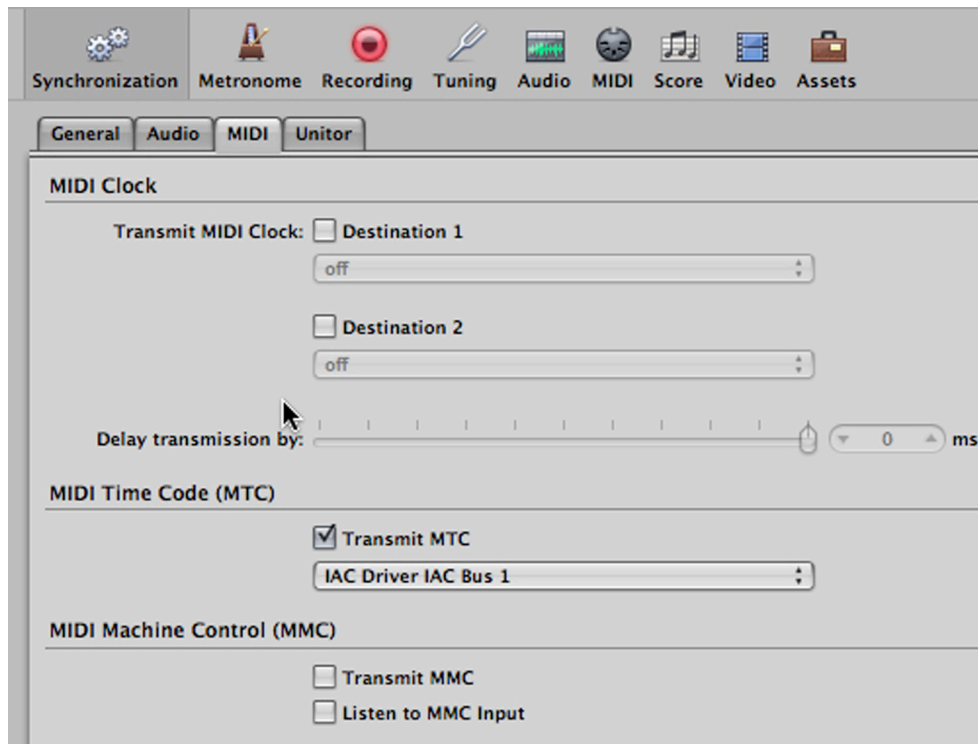 Synchronization Metronome Recording Tuning Audio MIDI Score Video Assets
General Audio MIDI Unitor
MIDI Clock
Transmit MIDI Clock: Destination 1
off
Destination 2
off
Delay transmission by: 0 ms
MIDI Time Code (MTC)
Transmit MTC
IAC Driver IAC Bus 1
MIDI Machine Control (MMC)
Transmit MMC
Listen to MMC Input